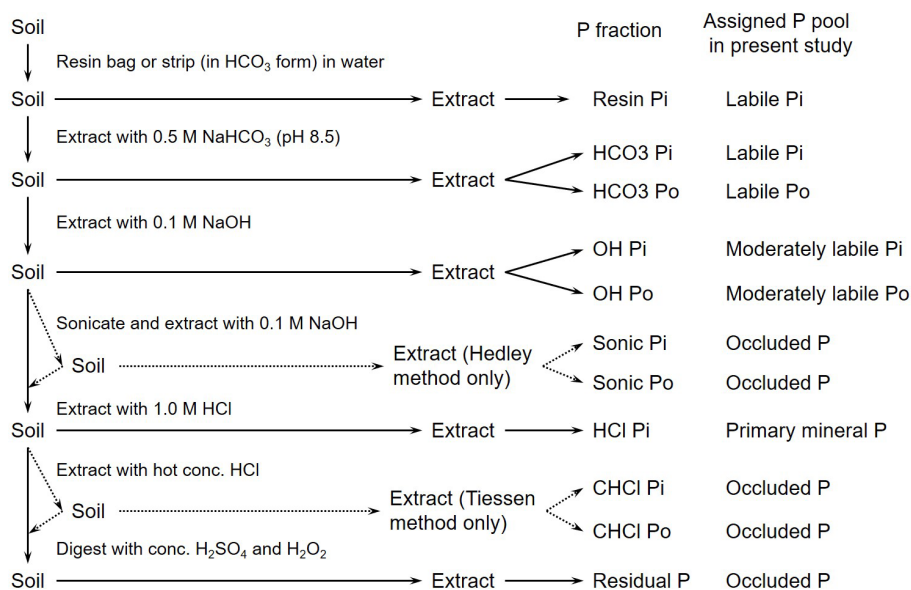 Soil
P fraction
Assigned P pool
in present study
Resin bag or strip (in HCO₃ form) in water
Soil Extract Resin Pi Labile Pi
Extract with 0.5 M NaHCO₃ (pH 8.5)
HCO3 Pi Labile Pi
Soil Extract
HCO3 Po Labile Po
Extract with 0.1 M NaOH
OH Pi Moderately labile Pi
Soil Extract
OH Po Moderately labile Po
Sonicate and extract with 0.1 M NaOH
Sonic Pi Occluded P
Soil
Extract (Hedley
method only)
Sonic Po Occluded P
Extract with 1.0 M HCl
Soil Extract HCl Pi Primary mineral P
Extract with hot conc. HCl
CHCl Pi Occluded P
Soil
Extract (Tiessen
method only)
CHCl Po Occluded P
Digest with conc. H₂SO₄ and H₂O₂
Soil Extract Residual P Occluded P